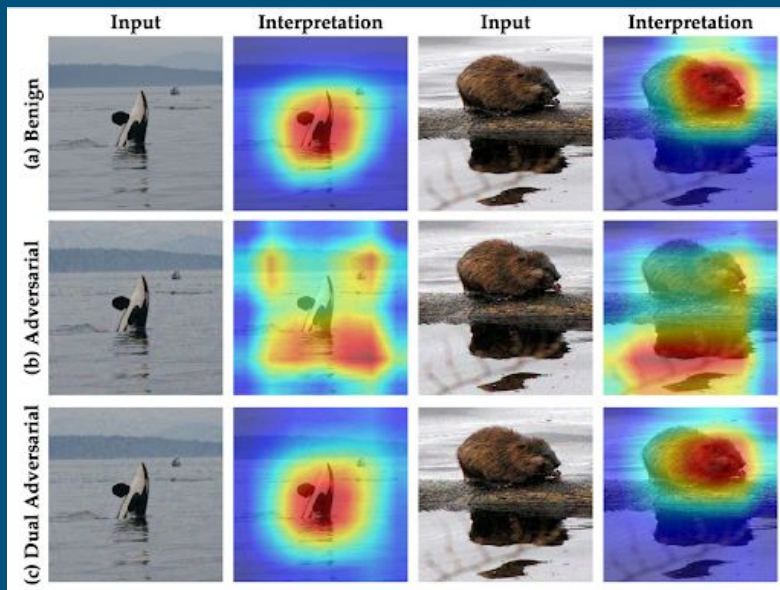 Input Interpretation Input Interpretation
(a) Benign
(b) Adversarial
(c) Dual Adversarial